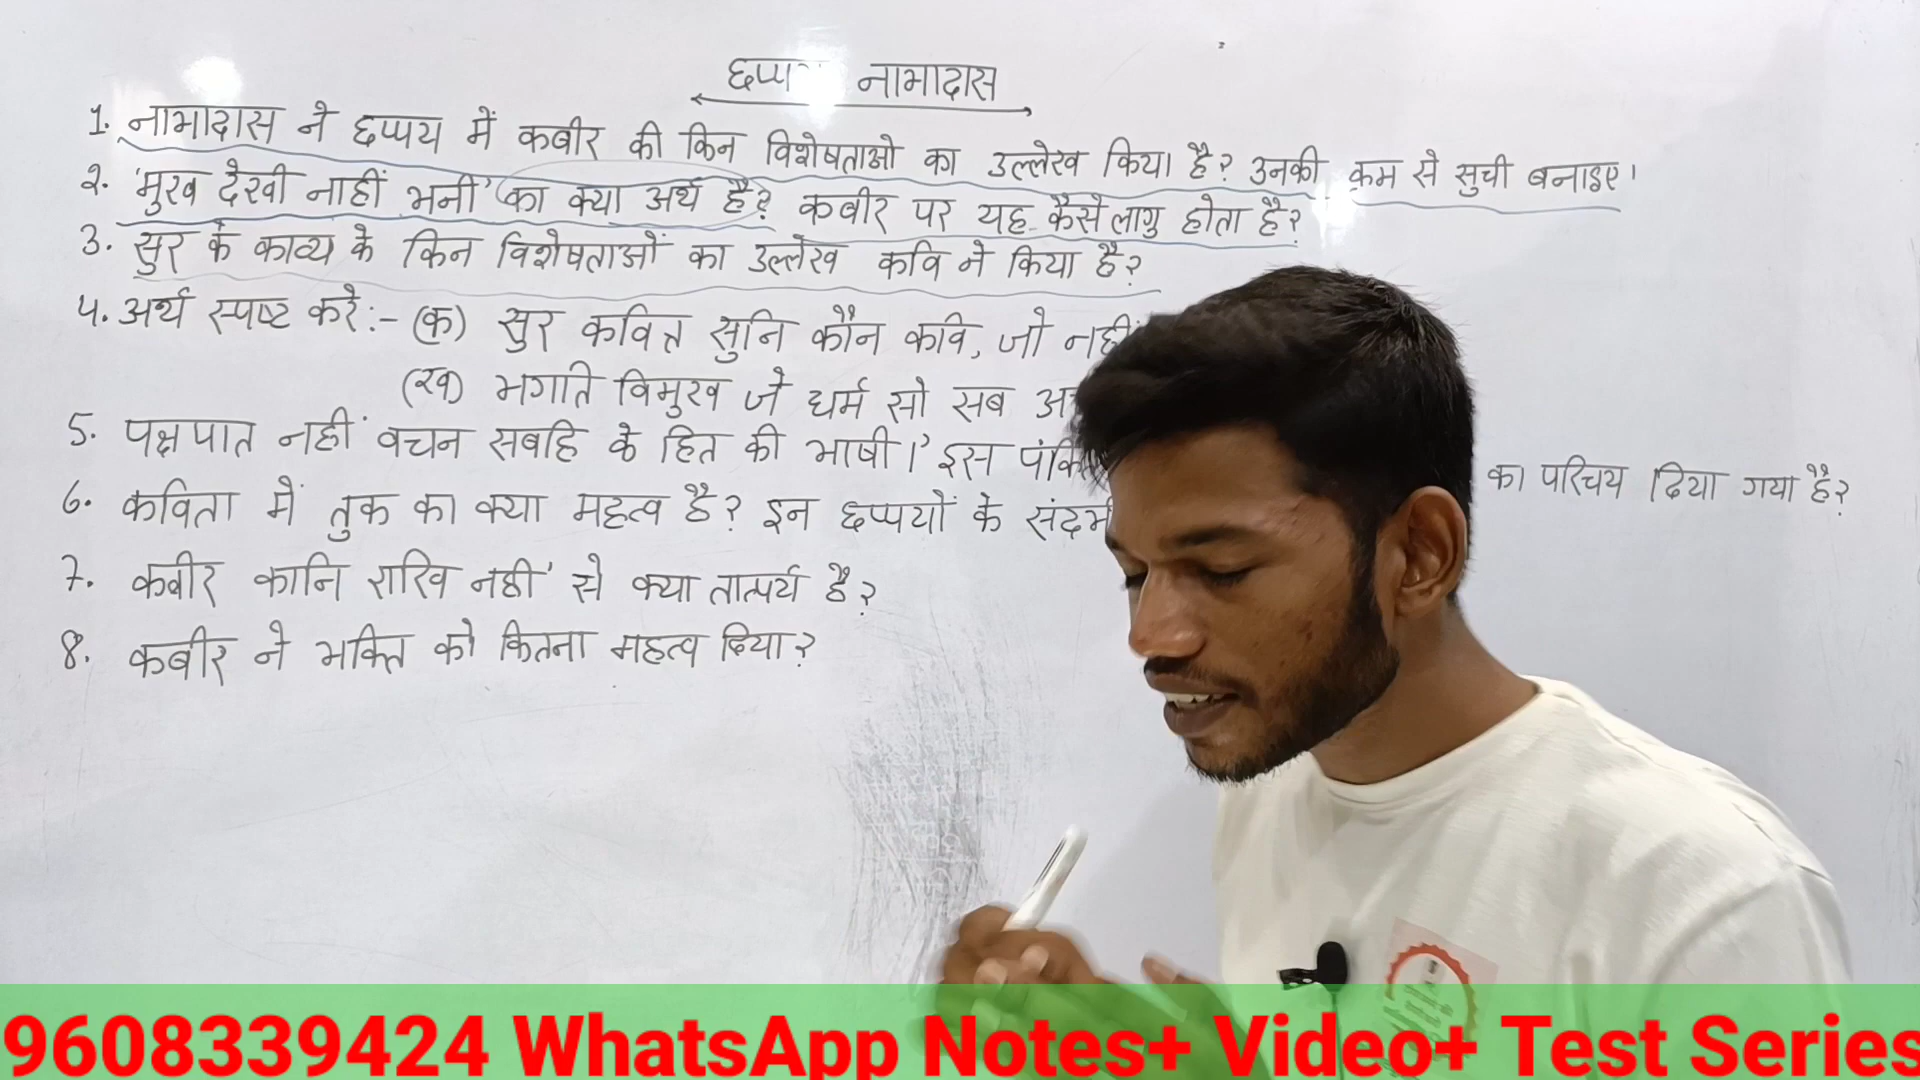 छप्पय नाभादास
1. नाभादास ने छप्पय में कबीर की किन विशेषताओ का उल्लेख किया है? उनकी क्रम से सुची बनाइए।
2. 'मुख देखी नाहीं भनी' का क्या अर्थ है? कबीर पर यह कैसे लागु होता है?
3. सुर के काव्य के किन विशेषताओं का उल्लेख कवि ने किया है?
4. अर्थ स्पष्ट करे:- (क) सुर कवित्त सुनि कौन कवि, जो नहीं
(ख) भगति विमुख जे धर्म सो सब
5. पक्षपात नहीं वचन सबहि के हित की भाषी।' इस का परिचय दिया गया है?
6. कविता में तुक का क्या महत्व है? इन छप्पयों के
7. कबीर कानि राखि नहीं' से क्या तात्पर्य है?
8. कबीर ने भक्ति को कितना महत्व दिया?
9608339424 WhatsApp Notes+ Video+ Test Series